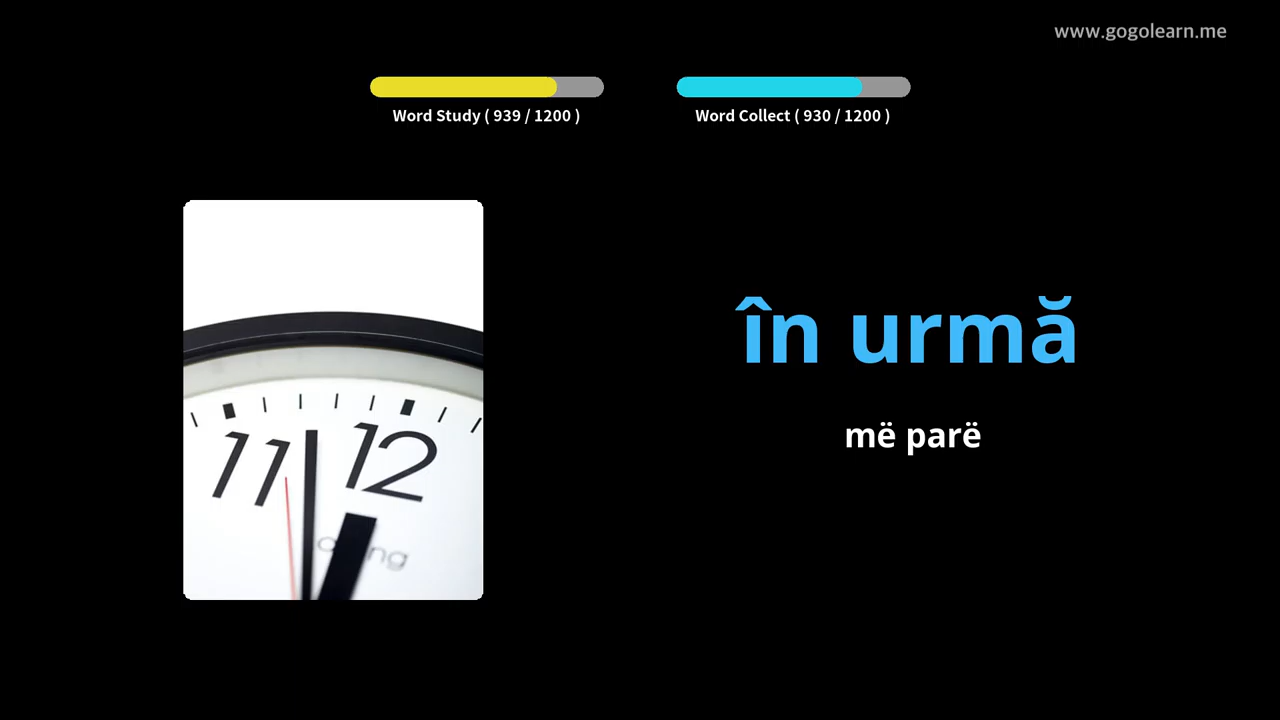 www.gogolearn.me
Word Study ( 939 / 1200 )
Word Collect ( 930 / 1200 )
în urmă
më parë
11
12